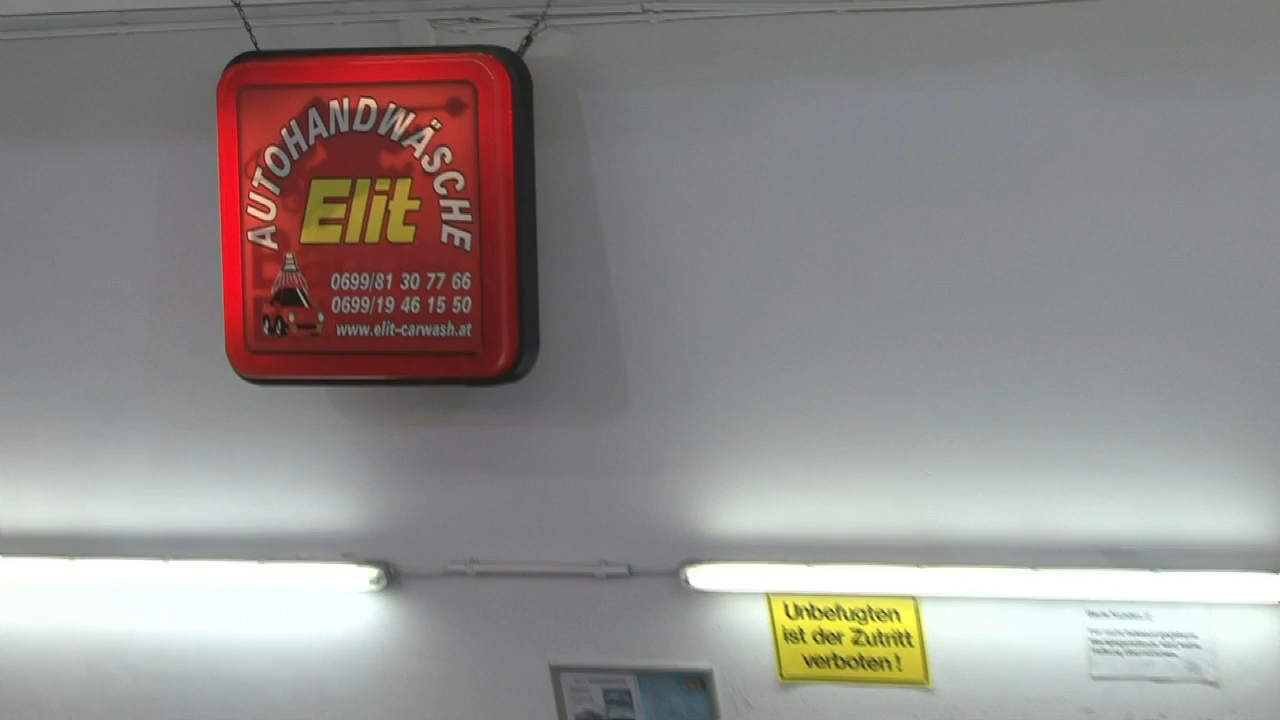 AUTOHANDWÄSCHE
Elit
0699/81 30 77 66
0699/19 46 15 50
www.elit-carwash.at
Unbefugten
ist der Zutritt
verboten!